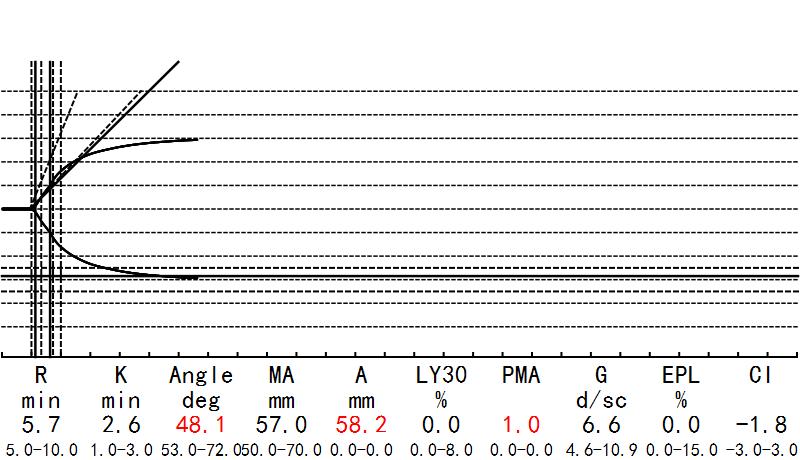 R K Angle MA A LY30 PMA G EPL CI
min min deg mm mm % d/sc %
5.7 2.6 48.1 57.0 58.2 0.0 1.0 6.6 0.0 -1.8
5.0-10.0 1.0-3.0 53.0-72.0 50.0-70.0 0.0-0.0 0.0-8.0 0.0-0.0 4.6-10.9 0.0-15.0 -3.0-3.0